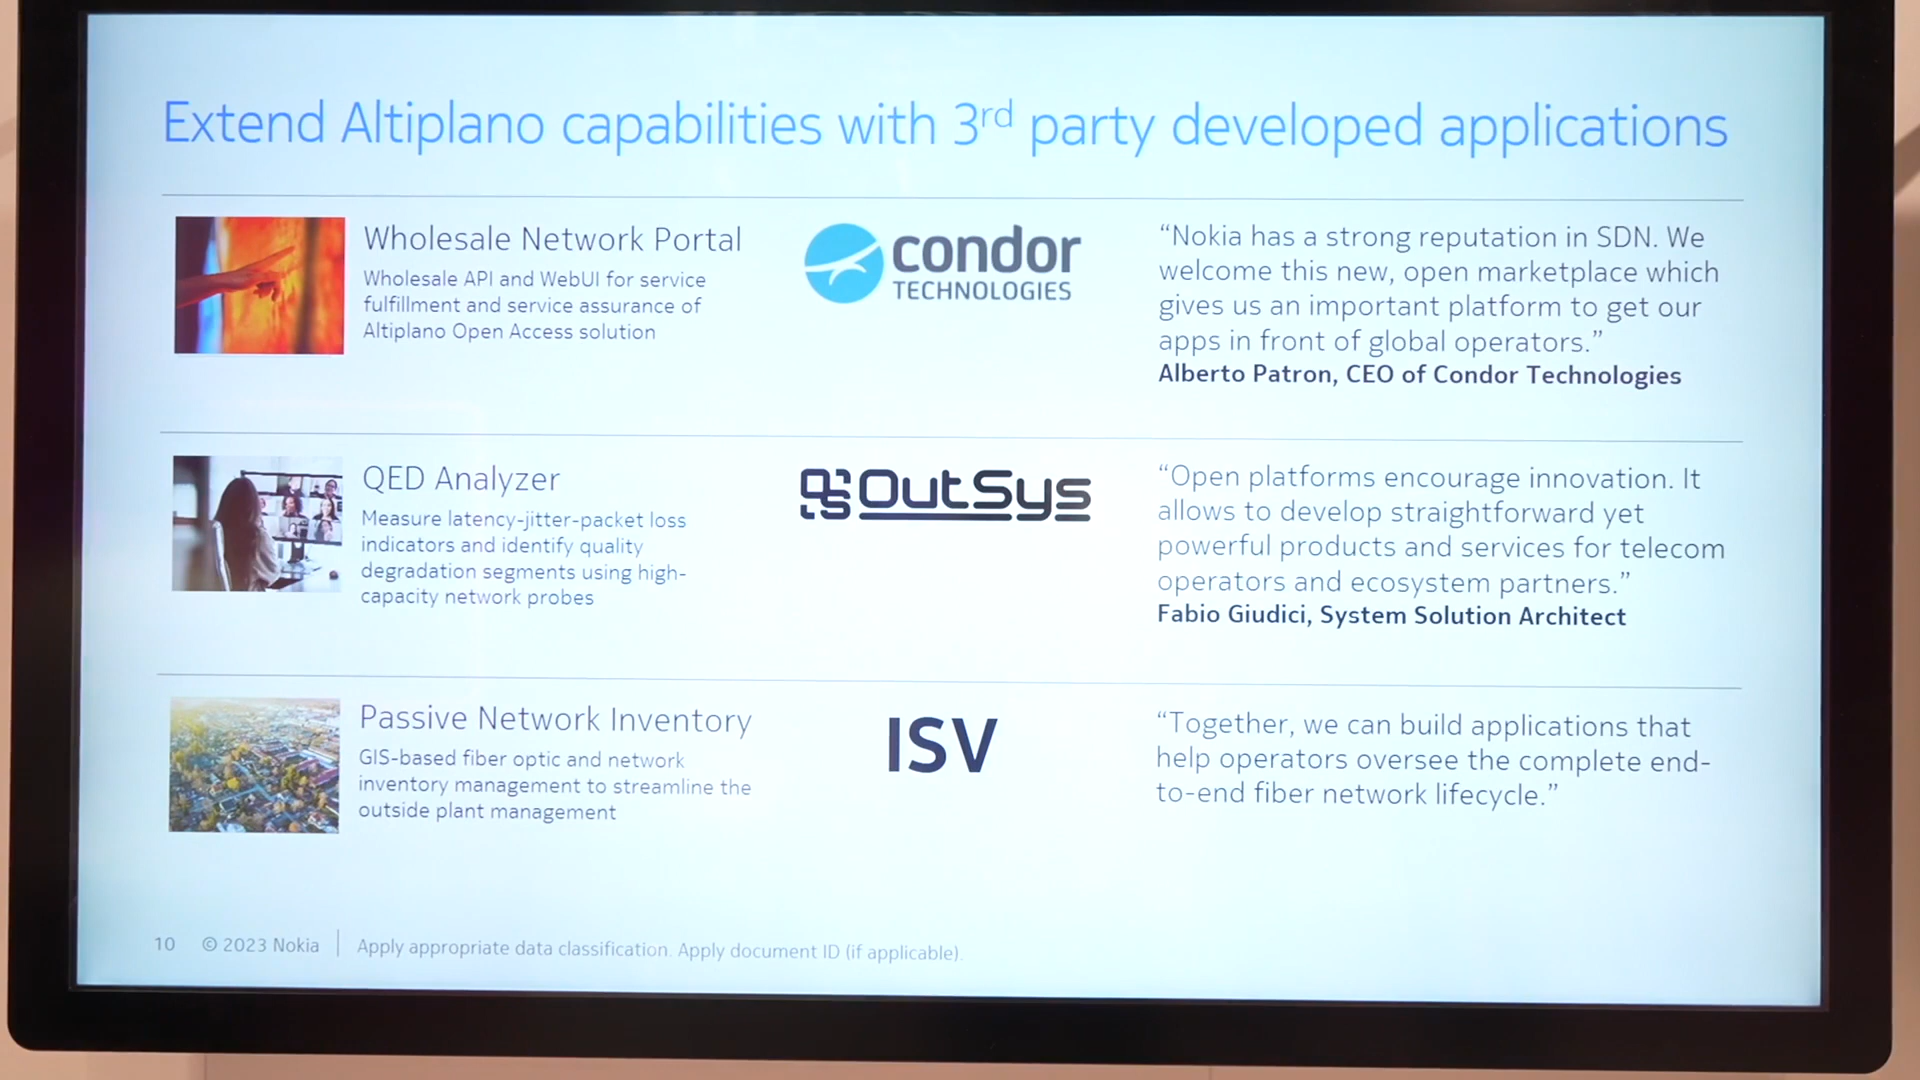 Extend Altiplano capabilities with 3rd party developed applications
Wholesale Network Portal
Wholesale API and WebUI for service
fulfillment and service assurance of
Altiplano Open Access solution
condor
TECHNOLOGIES
“Nokia has a strong reputation in SDN. We
welcome this new, open marketplace which
gives us an important platform to get our
apps in front of global operators.”
Alberto Patron, CEO of Condor Technologies
QED Analyzer
Measure latency-jitter-packet loss
indicators and identify quality
degradation segments using high-
capacity network probes
OutSys
“Open platforms encourage innovation. It
allows to develop straightforward yet
powerful products and services for telecom
operators and ecosystem partners.”
Fabio Giudici, System Solution Architect
Passive Network Inventory
GIS-based fiber optic and network
inventory management to streamline the
outside plant management
ISV
“Together, we can build applications that
help operators oversee the complete end-
to-end fiber network lifecycle.”
10 © 2023 Nokia Apply appropriate data classification. Apply document ID (if applicable).